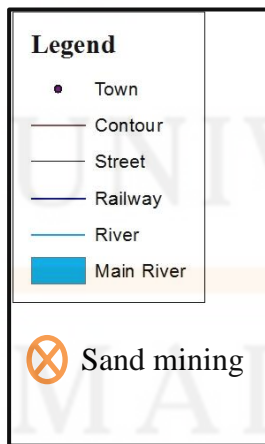 Legend
Town
Contour
Street
Railway
River
Main River
Sand mining